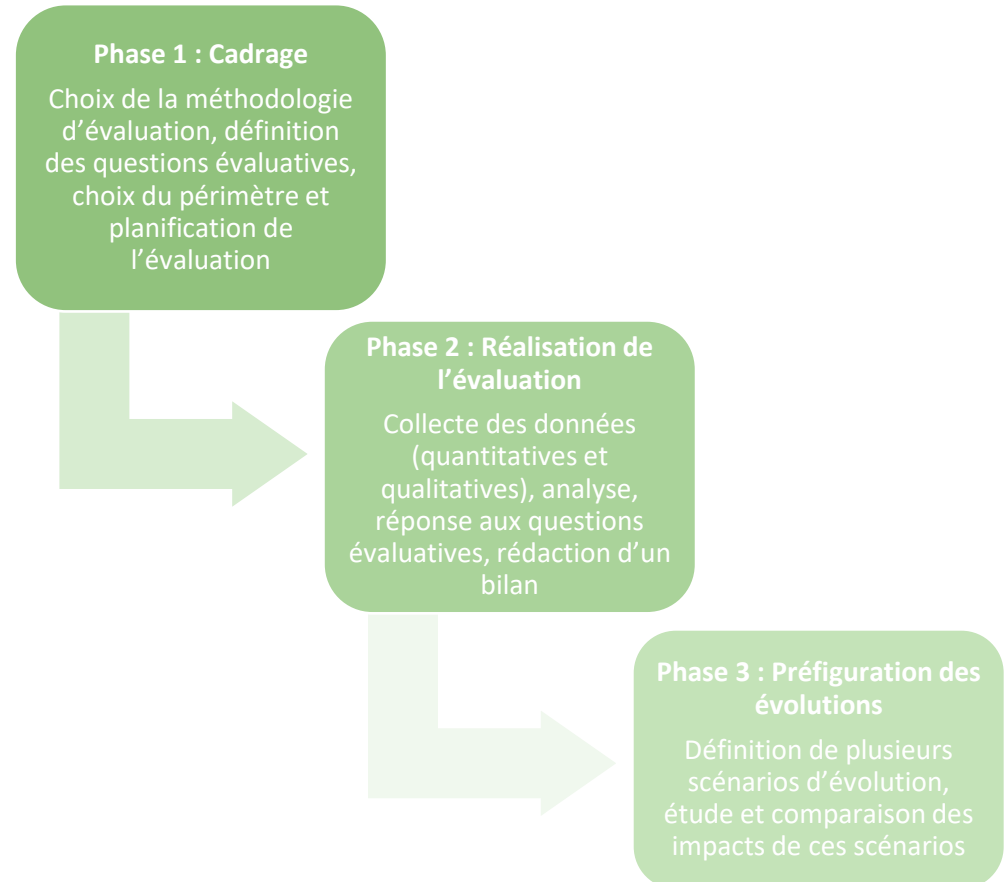 Phase 1 : Cadrage
Choix de la méthodologie
d’évaluation, définition
des questions évaluatives,
choix du périmètre et
planification de
l’évaluation
Phase 2 : Réalisation de
l’évaluation
Collecte des données
(quantitatives et
qualitatives), analyse,
réponse aux questions
évaluatives, rédaction d’un
bilan
Phase 3 : Préfiguration des
évolutions
Définition de plusieurs
scénarios d’évolution,
étude et comparaison des
impacts de ces scénarios